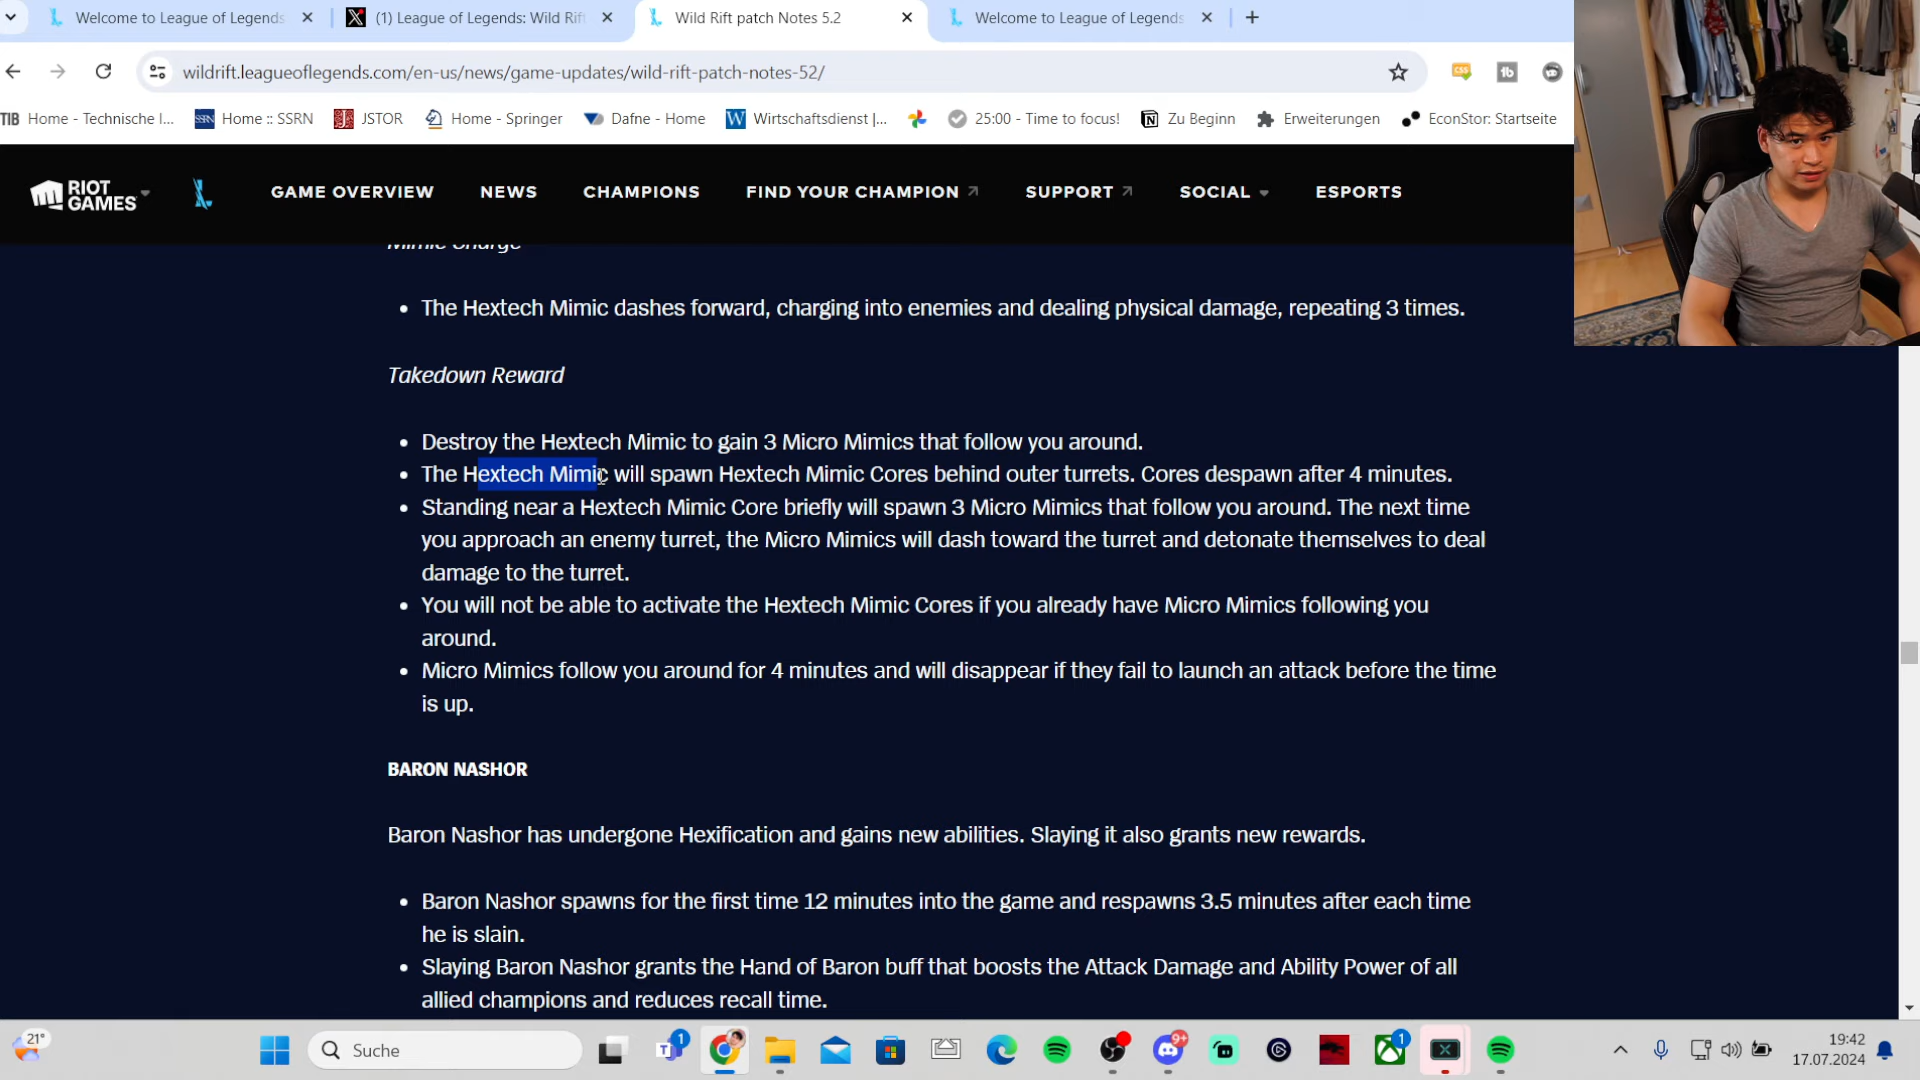 Welcome to League of Legends
(1) League of Legends: Wild Rift
Wild Rift patch Notes 5.2
Welcome to League of Legends
wildrift.leagueoflegends.com/en-us/news/game-updates/wild-rift-patch-notes-52/
TIB Home - Technische I...
SSRN Home :: SSRN
JSTOR
Home - Springer
Dafne - Home
W Wirtschaftsdienst |...
25:00 - Time to focus!
Zu Beginn
Erweiterungen
EconStor: Startseite
RIOT GAMES
GAME OVERVIEW
NEWS
CHAMPIONS
FIND YOUR CHAMPION
SUPPORT
SOCIAL
ESPORTS
Mimic Charge
• The Hextech Mimic dashes forward, charging into enemies and dealing physical damage, repeating 3 times.
Takedown Reward
• Destroy the Hextech Mimic to gain 3 Micro Mimics that follow you around.
• The Hextech Mimic will spawn Hextech Mimic Cores behind outer turrets. Cores despawn after 4 minutes.
• Standing near a Hextech Mimic Core briefly will spawn 3 Micro Mimics that follow you around. The next time
you approach an enemy turret, the Micro Mimics will dash toward the turret and detonate themselves to deal
damage to the turret.
• You will not be able to activate the Hextech Mimic Cores if you already have Micro Mimics following you
around.
• Micro Mimics follow you around for 4 minutes and will disappear if they fail to launch an attack before the time
is up.
BARON NASHOR
Baron Nashor has undergone Hexification and gains new abilities. Slaying it also grants new rewards.
• Baron Nashor spawns for the first time 12 minutes into the game and respawns 3.5 minutes after each time
he is slain.
• Slaying Baron Nashor grants the Hand of Baron buff that boosts the Attack Damage and Ability Power of all
allied champions and reduces recall time.
21°
Suche
1
9+
1
19:42
17.07.2024